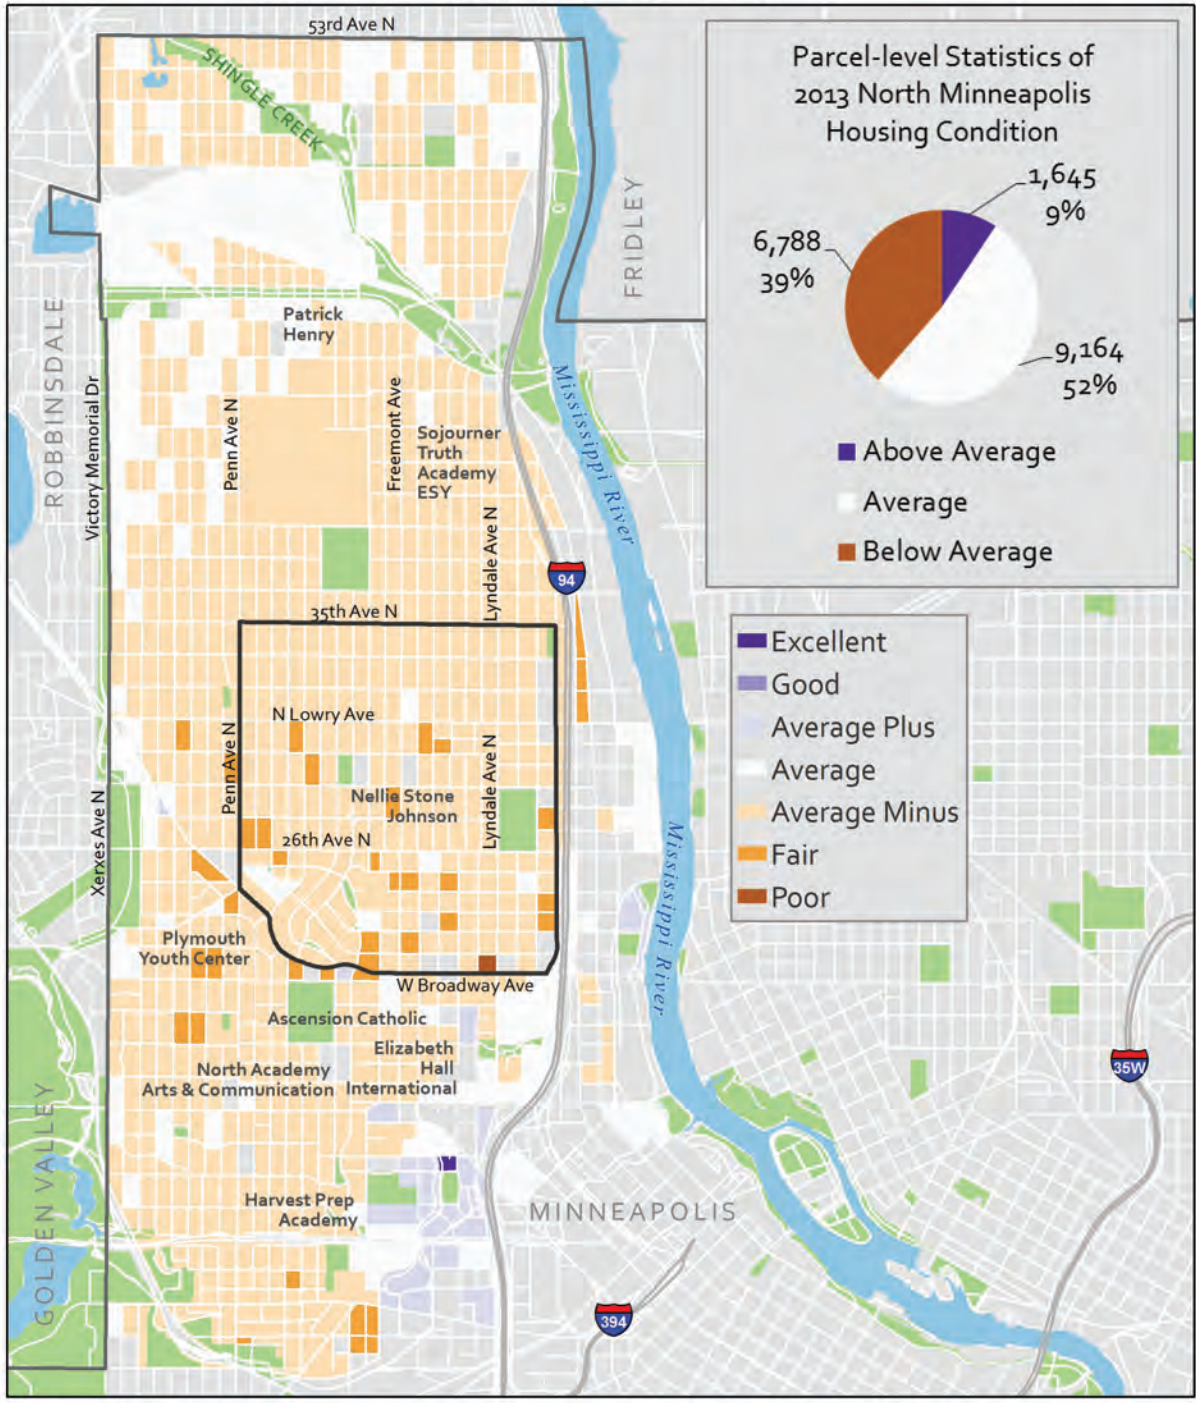 53rd Ave N
SHINGLE CREEK
Parcel-level Statistics of
2013 North Minneapolis
Housing Condition
1,645
9%
6,788
39%
9,164
52%
Above Average
Average
Below Average
FRIDLEY
ROBBINSDALE
Patrick
Henry
Victory Memorial Dr
Penn Ave N
Freemont Ave
Sojourner
Truth
Academy
ESY
Lyndale Ave N
Mississippi River
94
35th Ave N
Excellent
Good
Average Plus
Average
Average Minus
Fair
Poor
N Lowry Ave
Penn Ave N
Lyndale Ave N
Nellie Stone
Johnson
Xerxes Ave N
26th Ave N
Mississippi River
Plymouth
Youth Center
W Broadway Ave
Ascension Catholic
Elizabeth
Hall
International
North Academy
Arts & Communication
35W
GOLDEN VALLEY
Harvest Prep
Academy
MINNEAPOLIS
394